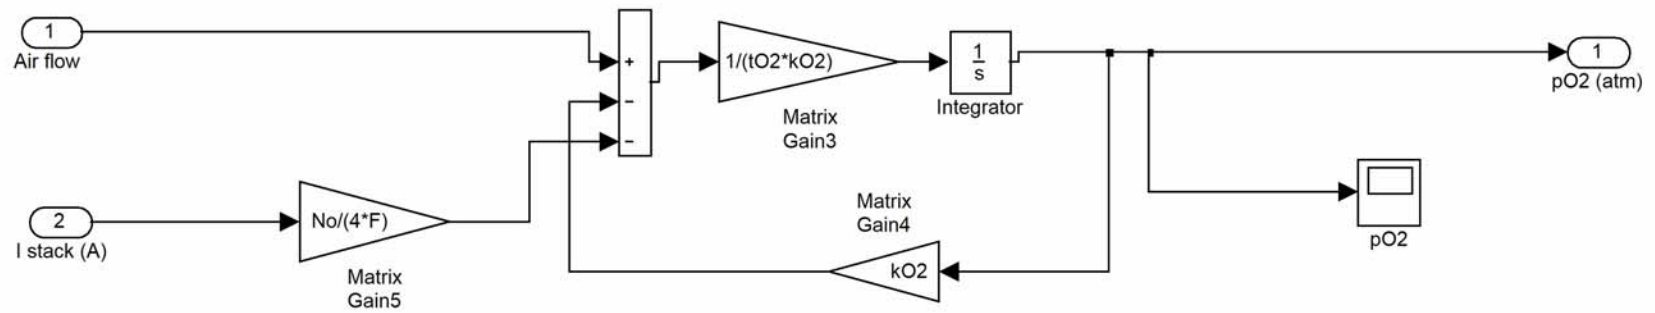 1
Air flow
+
−
−
1/(tO2*kO2)
Matrix
Gain3
1
s
Integrator
1
pO2 (atm)
2
I stack (A)
No/(4*F)
Matrix
Gain5
Matrix
Gain4
kO2
pO2